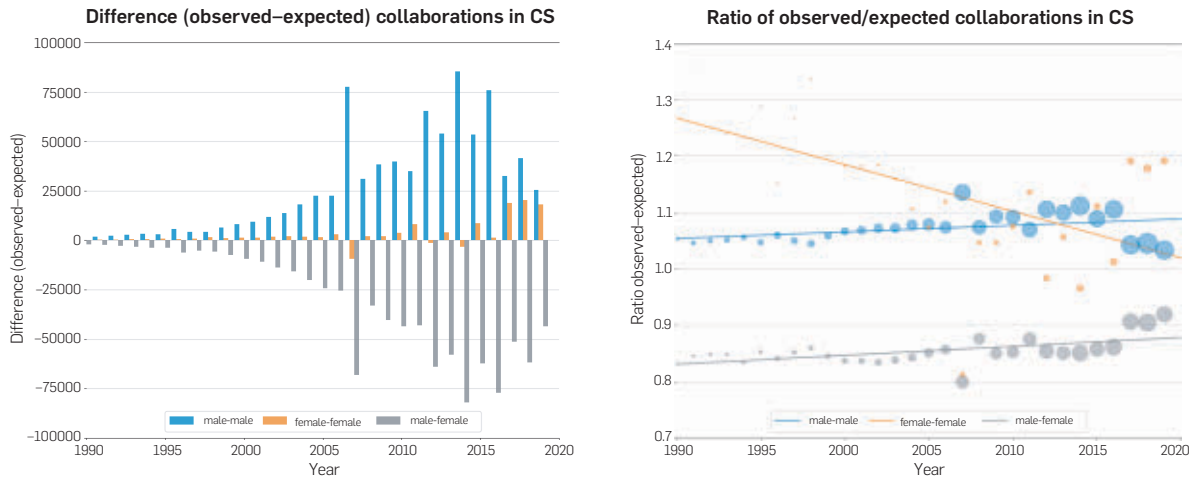 Difference (observed–expected) collaborations in CS
Difference (observed–expected)
100000
75000
50000
25000
0
−25000
−50000
−75000
−100000
male-male female-female male-female
1990 1995 2000 2005 2010 2015 2020
Year
Ratio of observed/expected collaborations in CS
Ratio observed–expected)
1.4
1.3
1.2
1.1
1.0
0.9
0.8
0.7
male-male female-female male-female
1990 1995 2000 2005 2010 2015 2020
Year